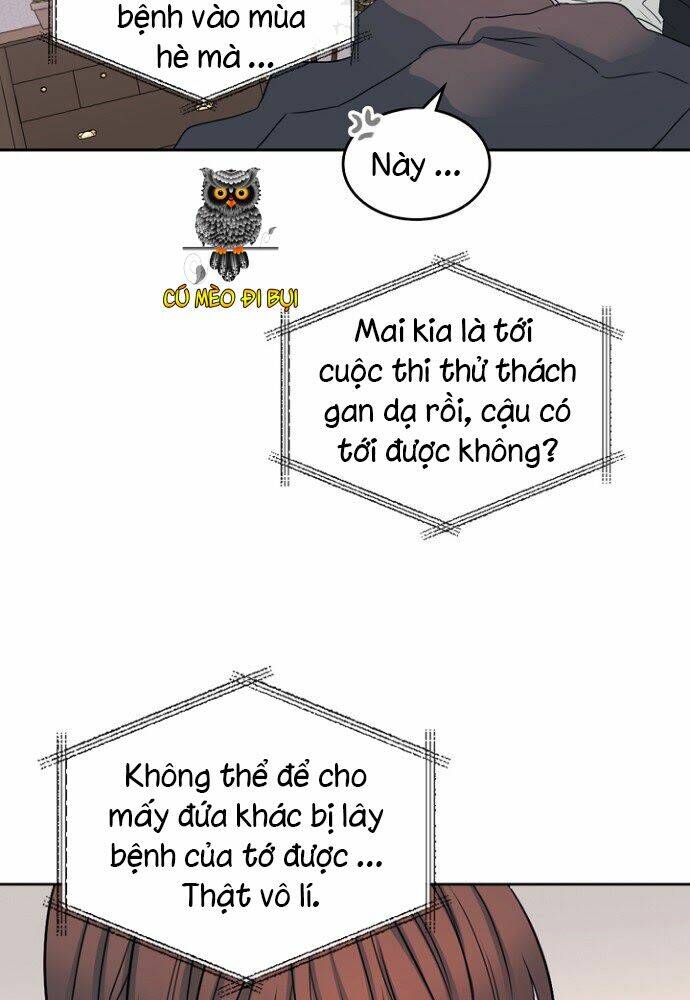 bệnh vào mùa
hè mà ...
Này ...
CÚ MÈO ĐI BỤI
Mai kia là tới
cuộc thi thử thách
gan dạ rồi, cậu có
tới được không?
Không thể để cho
mấy đứa khác bị lây
bệnh của tớ được ...
Thật vô lí.